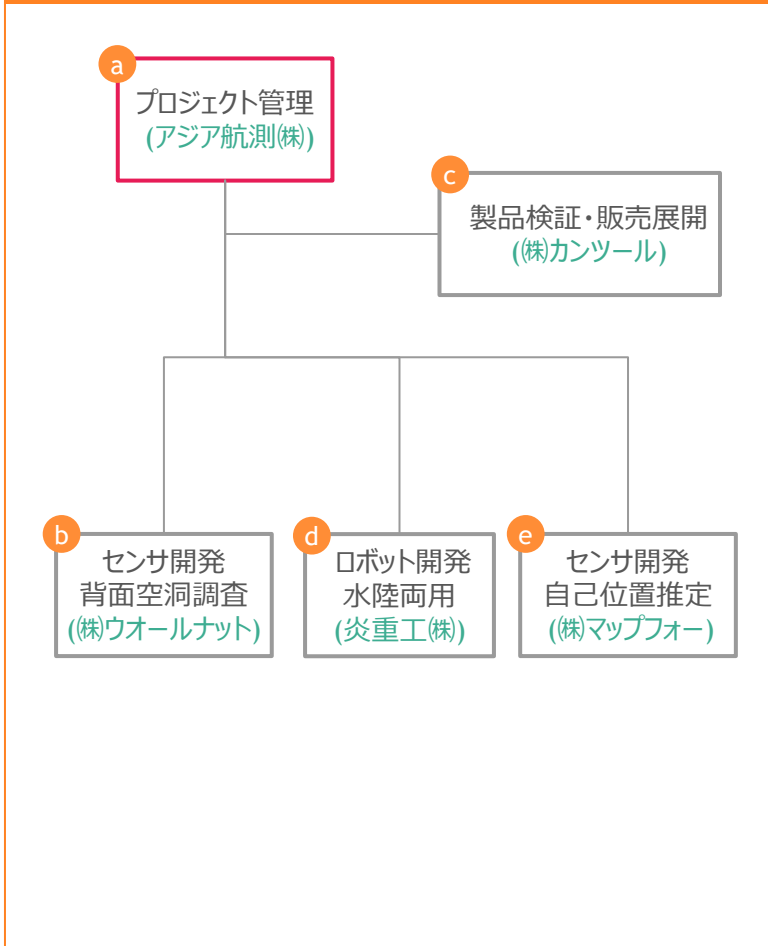 a
プロジェクト管理
(アジア航測㈱)
c
製品検証・販売展開
(㈱カンツール)
b
センサ開発
背面空洞調査
(㈱ウオールナット)
d
ロボット開発
水陸両用
(炎重工㈱)
e
センサ開発
自己位置推定
(㈱マップフォー)